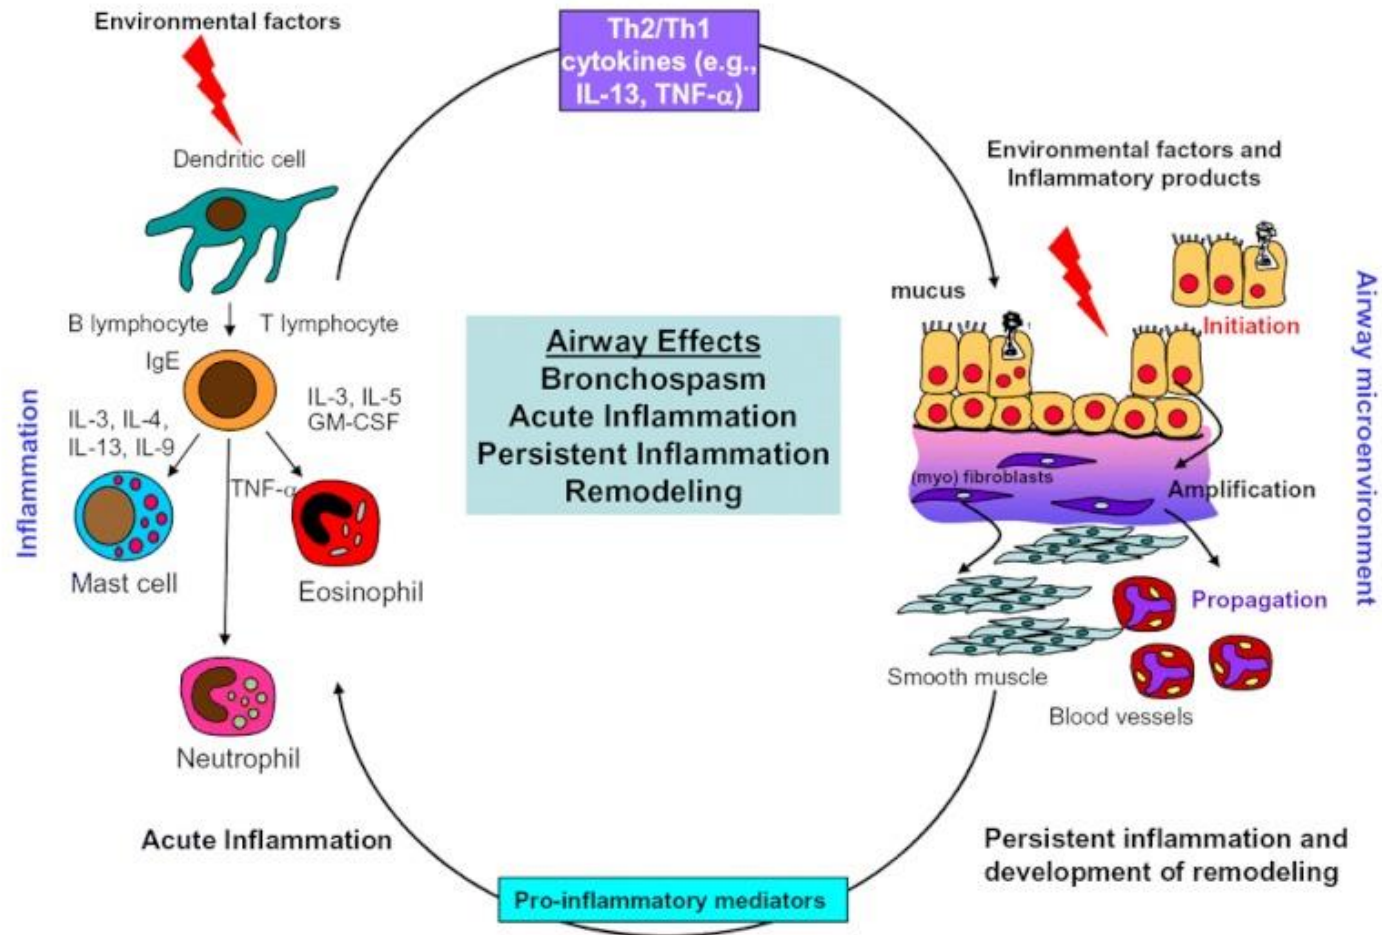 Environmental factors
Dendritic cell
B lymphocyte
T lymphocyte
IgE
IL-3, IL-5
GM-CSF
IL-3, IL-4,
IL-13, IL-9
TNF-α
Mast cell
Eosinophil
Neutrophil
Inflammation
Acute Inflammation
Th2/Th1
cytokines (e.g.,
IL-13, TNF-α)
Airway Effects
Bronchospasm
Acute Inflammation
Persistent Inflammation
Remodeling
Pro-inflammatory mediators
Environmental factors and
Inflammatory products
mucus
Initiation
(myo) fibroblasts
Amplification
Propagation
Smooth muscle
Blood vessels
Airway microenvironment
Persistent inflammation and
development of remodeling